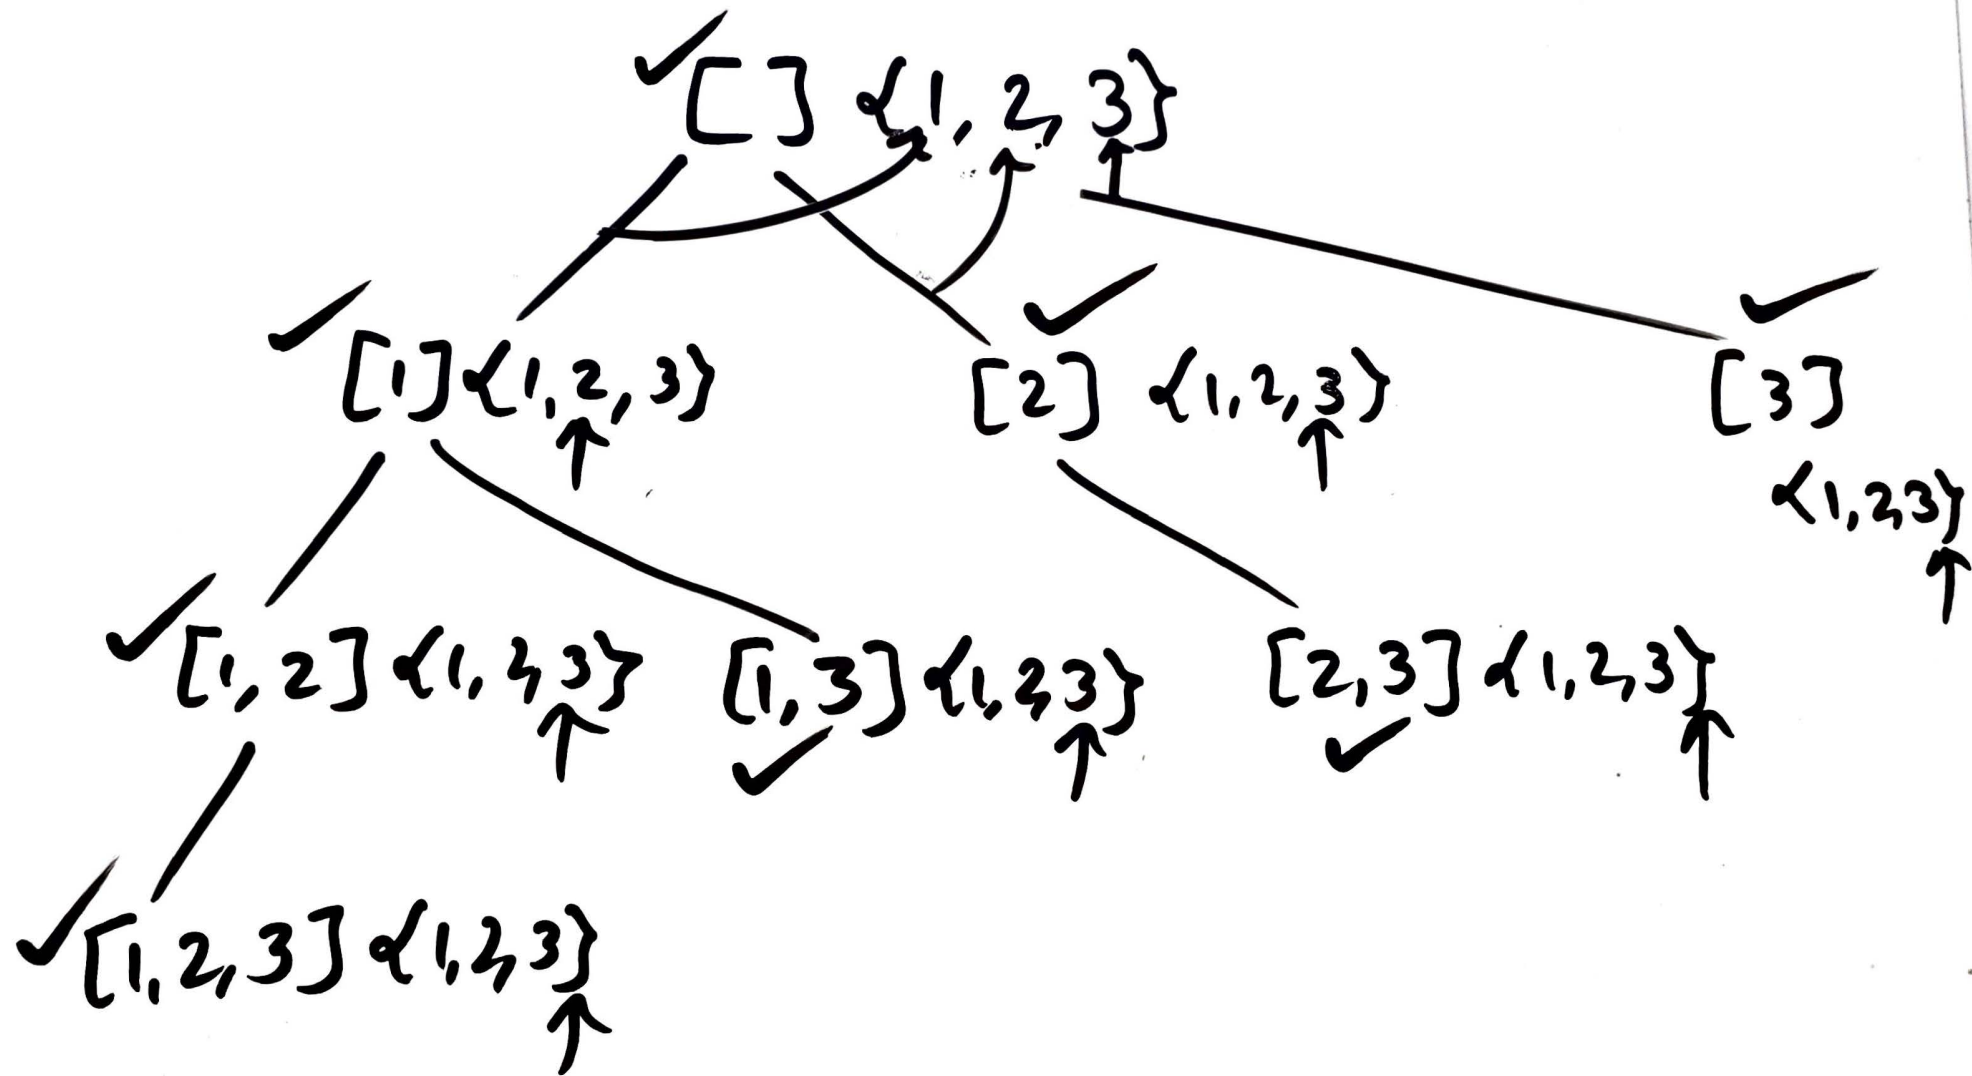 [ ] {1, 2, 3}
[1] {1, 2, 3} [2] {1, 2, 3} [3]
{1, 2, 3}
[1, 2] {1, 2, 3} [1, 3] {1, 2, 3} [2, 3] {1, 2, 3}
[1, 2, 3] {1, 2, 3}